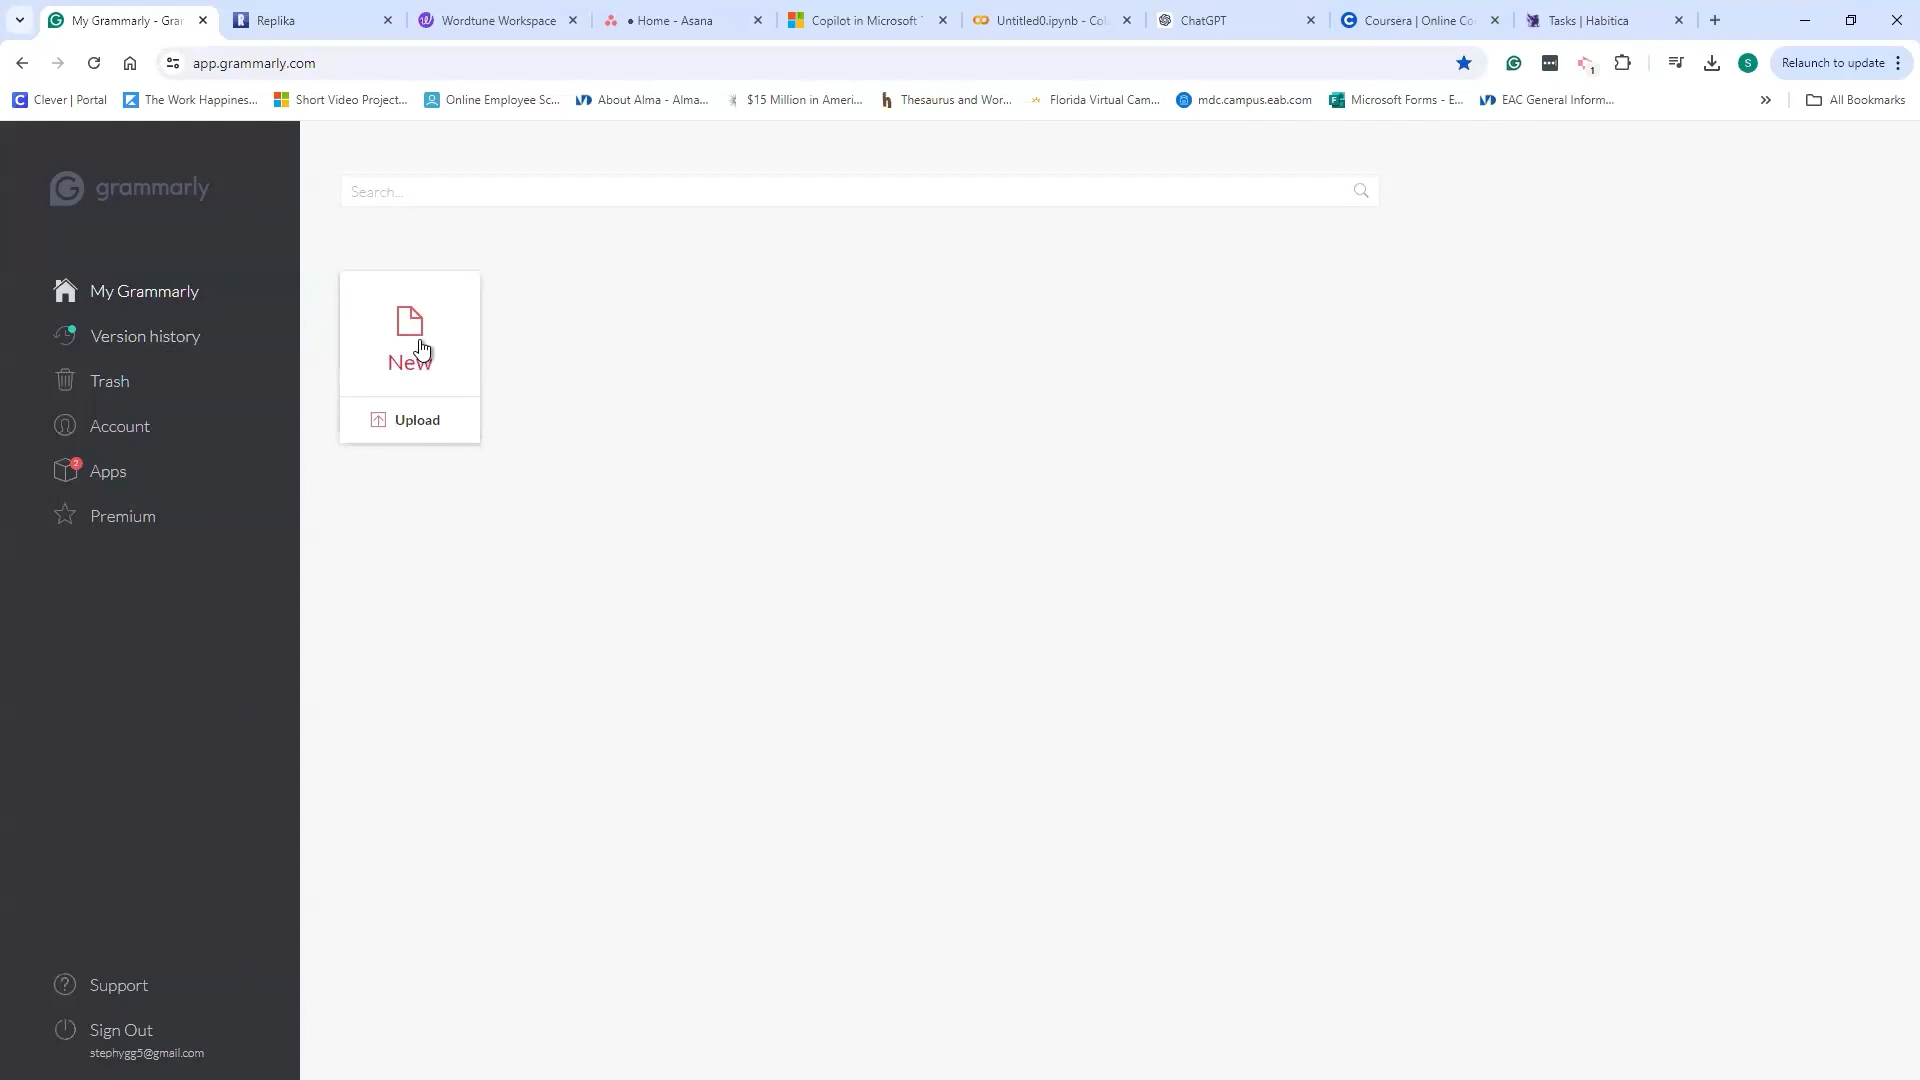 My Grammarly - Gra
Replika
Wordtune Workspace
● Home - Asana
Copilot in Microsoft
Untitled0.ipynb - Co
ChatGPT
Coursera | Online Co
Tasks | Habitica
app.grammarly.com
1
S
Relaunch to update
Clever | Portal
The Work Happines...
Short Video Project...
Online Employee Sc...
About Alma - Alma...
$15 Million in Ameri...
Thesaurus and Wor...
Florida Virtual Cam...
mdc.campus.eab.com
Microsoft Forms - E...
EAC General Inform...
All Bookmarks
grammarly
Search...
My Grammarly
Version history
Trash
Account
2
Apps
Premium
New
Upload
Support
Sign Out
stephygg5@gmail.com